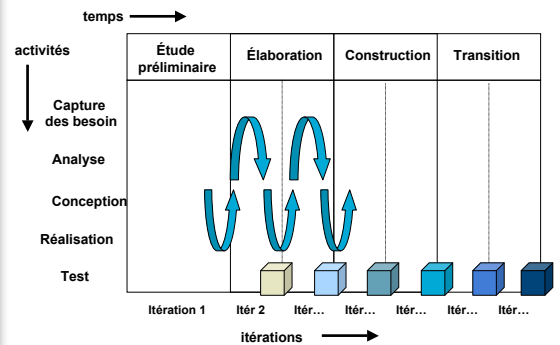 temps
activités
Étude
préliminaire
Élaboration
Construction
Transition
Capture
des besoin
Analyse
Conception
Réalisation
Test
Itération 1
Itér 2
Itér...
Itér...
Itér...
Itér...
Itér...
itérations